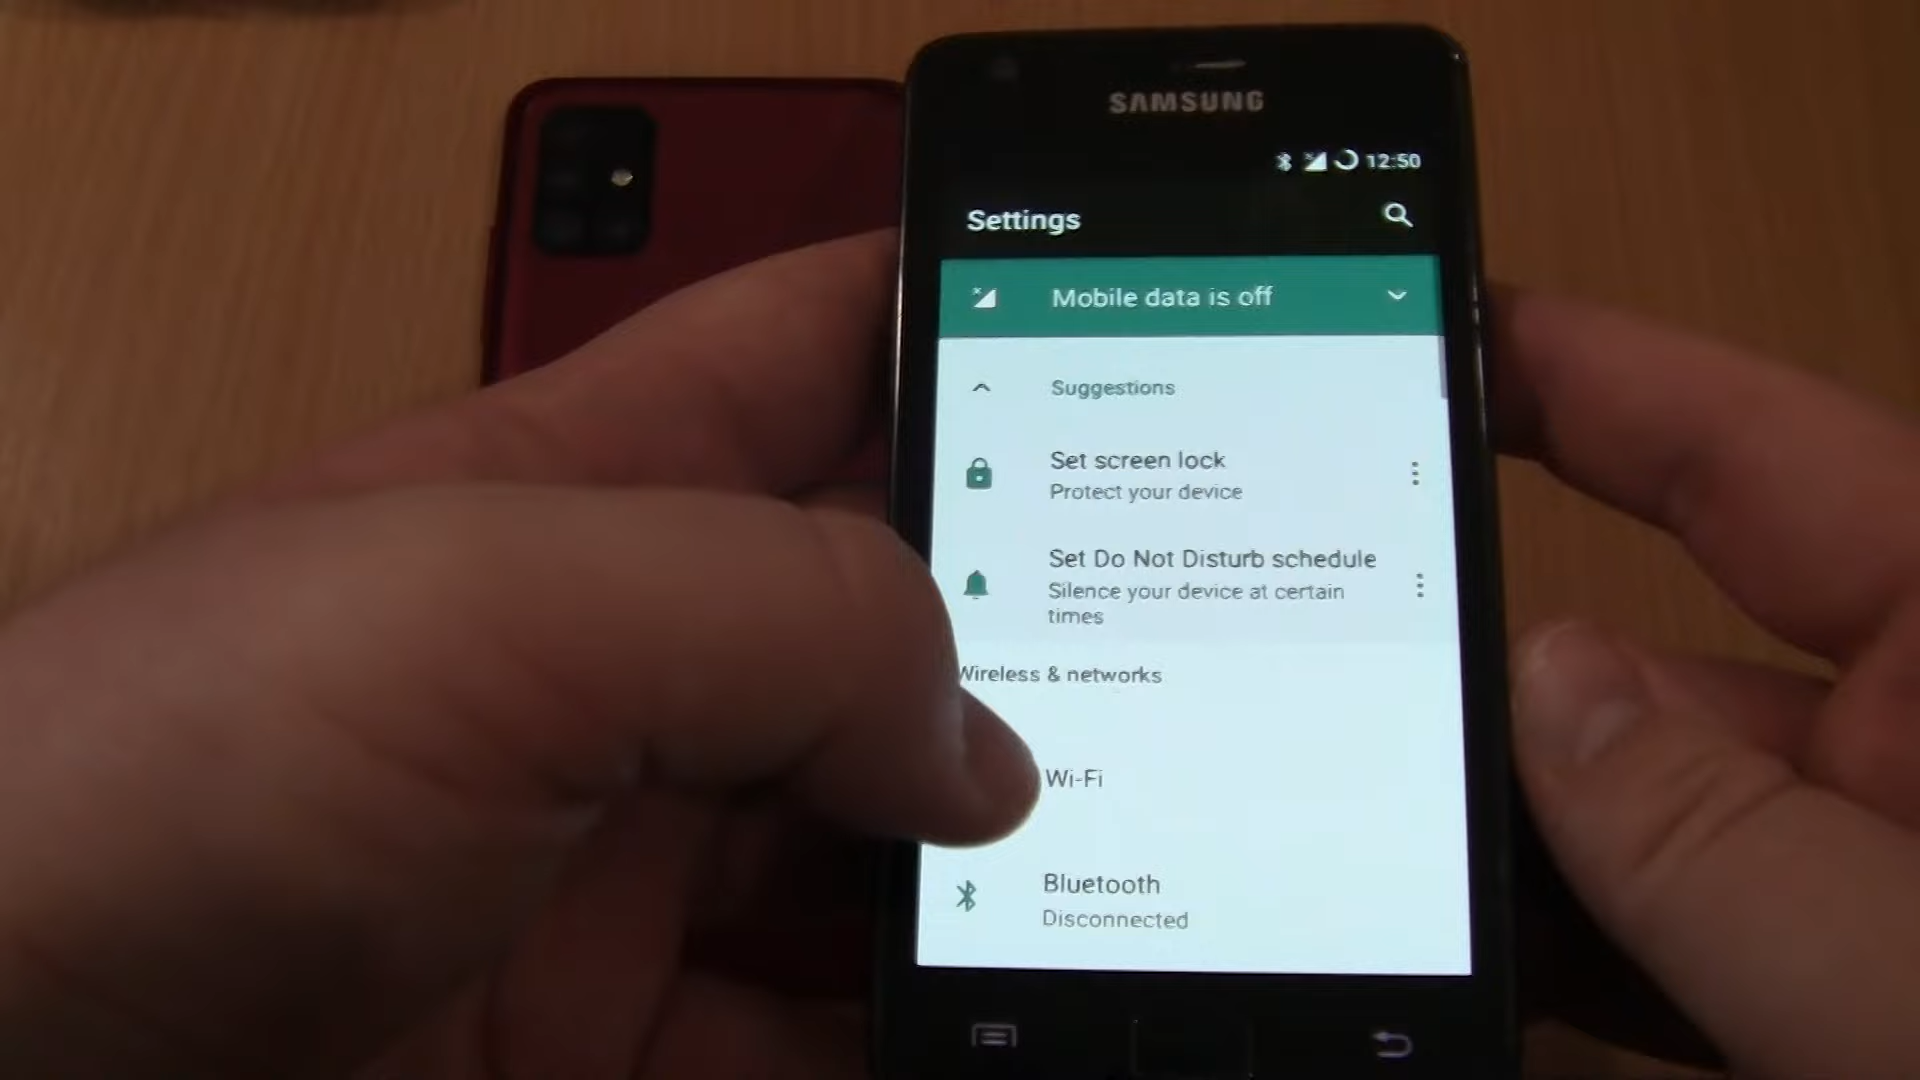 SAMSUNG
12:50
Settings
Mobile data is off
Suggestions
Set screen lock
Protect your device
Set Do Not Disturb schedule
Silence your device at certain
times
Wireless & networks
Wi-Fi
Bluetooth
Disconnected